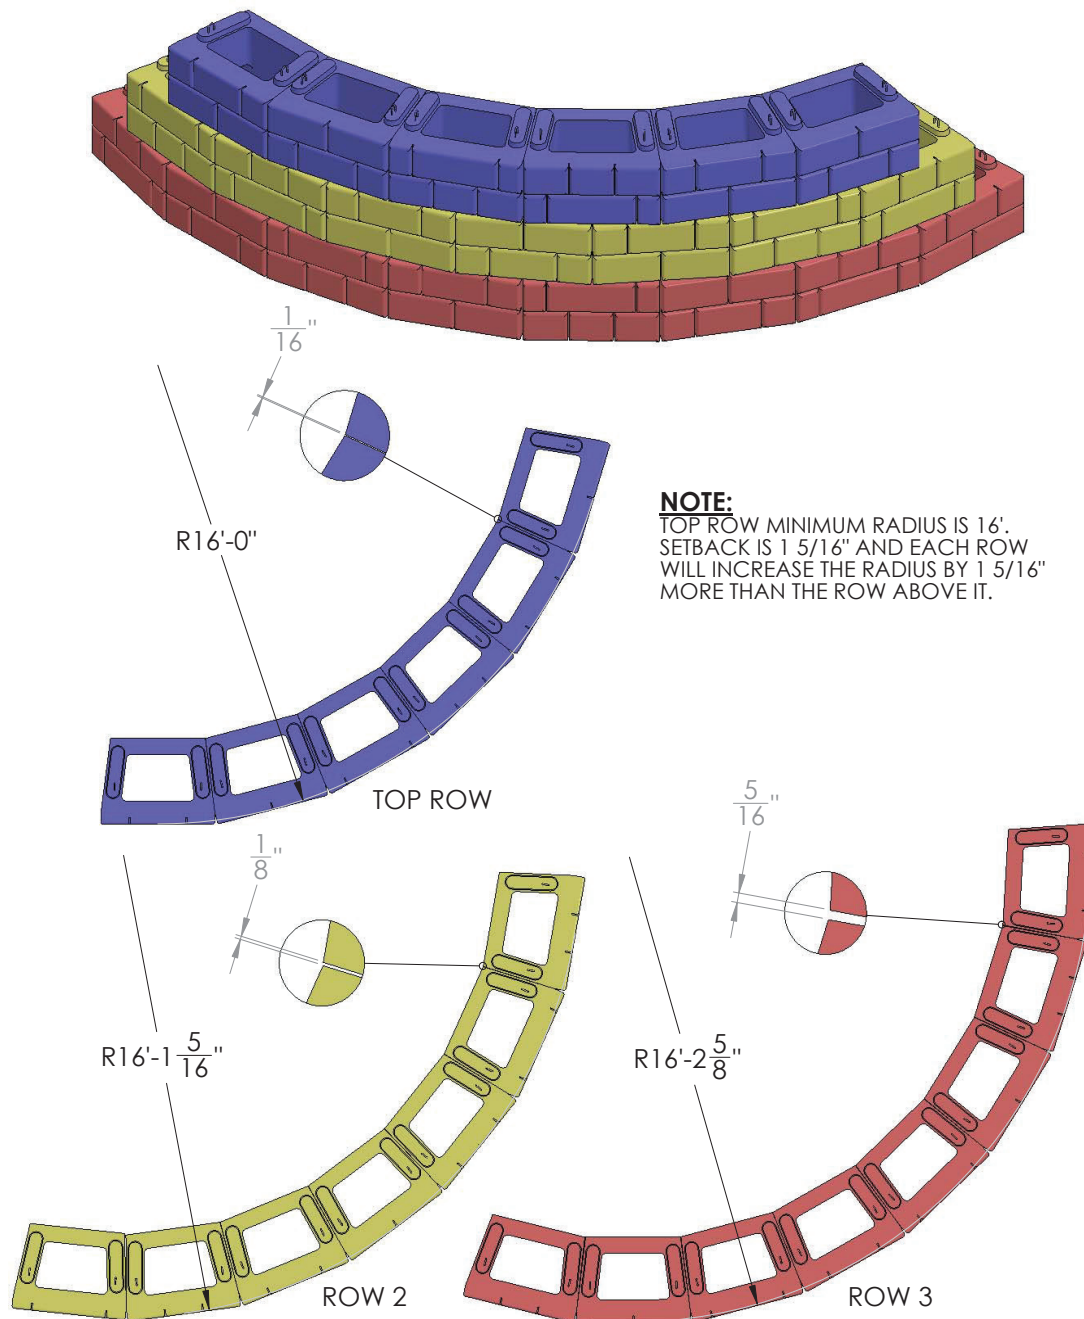 1/16"
R16'-0"
NOTE:
TOP ROW MINIMUM RADIUS IS 16'.
SETBACK IS 1 5/16" AND EACH ROW
WILL INCREASE THE RADIUS BY 1 5/16"
MORE THAN THE ROW ABOVE IT.
TOP ROW
1/8"
5/16"
R16'-1 5/16"
R16'-2 5/8"
ROW 2
ROW 3